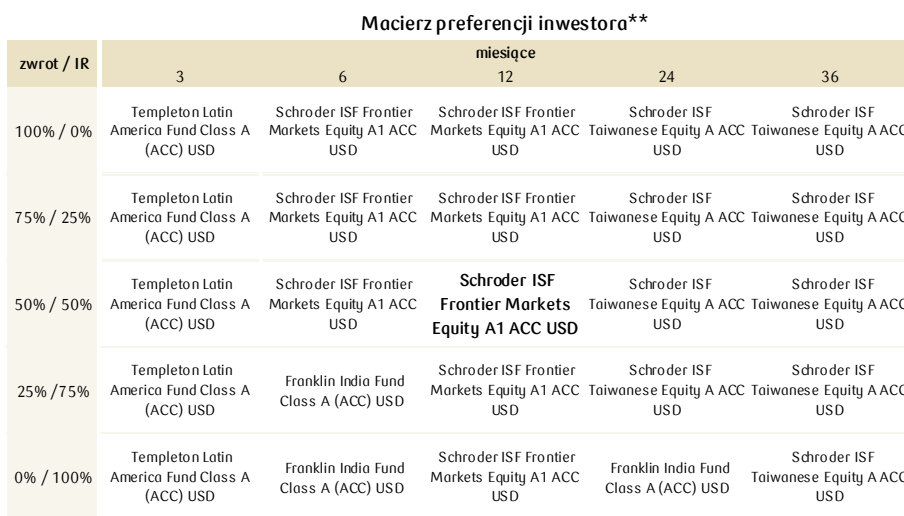 Macierz preferencji inwestora**
zwrot / IR
miesiące
3 6 12 24 36
100% / 0%
Templeton Latin
America Fund Class A
(ACC) USD
Schroder ISF Frontier
Markets Equity A1 ACC
USD
Schroder ISF Frontier
Markets Equity A1 ACC
USD
Schroder ISF
Taiwanese Equity A ACC
USD
Schroder ISF
Taiwanese Equity A ACC
USD
75% / 25%
Templeton Latin
America Fund Class A
(ACC) USD
Schroder ISF Frontier
Markets Equity A1 ACC
USD
Schroder ISF Frontier
Markets Equity A1 ACC
USD
Schroder ISF
Taiwanese Equity A ACC
USD
Schroder ISF
Taiwanese Equity A ACC
USD
50% / 50%
Templeton Latin
America Fund Class A
(ACC) USD
Schroder ISF Frontier
Markets Equity A1 ACC
USD
Schroder ISF
Frontier Markets
Equity A1 ACC USD
Schroder ISF
Taiwanese Equity A ACC
USD
Schroder ISF
Taiwanese Equity A ACC
USD
25% /75%
Templeton Latin
America Fund Class A
(ACC) USD
Franklin India Fund
Class A (ACC) USD
Schroder ISF Frontier
Markets Equity A1 ACC
USD
Schroder ISF
Taiwanese Equity A ACC
USD
Schroder ISF
Taiwanese Equity A ACC
USD
0% / 100%
Templeton Latin
America Fund Class A
(ACC) USD
Franklin India Fund
Class A (ACC) USD
Schroder ISF Frontier
Markets Equity A1 ACC
USD
Franklin India Fund
Class A (ACC) USD
Schroder ISF
Taiwanese Equity A ACC
USD